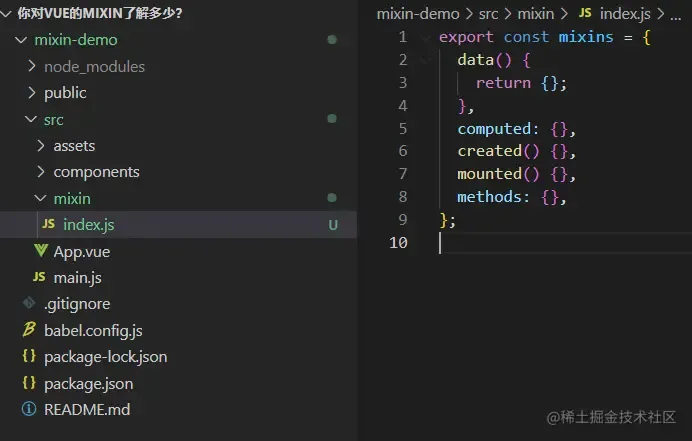 你对VUE的MIXIN了解多少?
mixin-demo
node_modules
public
src
assets
components
mixin
JS index.js U
App.vue
JS main.js
.gitignore
babel.config.js
{} package-lock.json
{} package.json
README.md
mixin-demo > src > mixin > JS index.js > ...
1 export const mixins = {
2 data() {
3 return {};
4 },
5 computed: {},
6 created() {},
7 mounted() {},
8 methods: {},
9 };
10
@稀土掘金技术社区